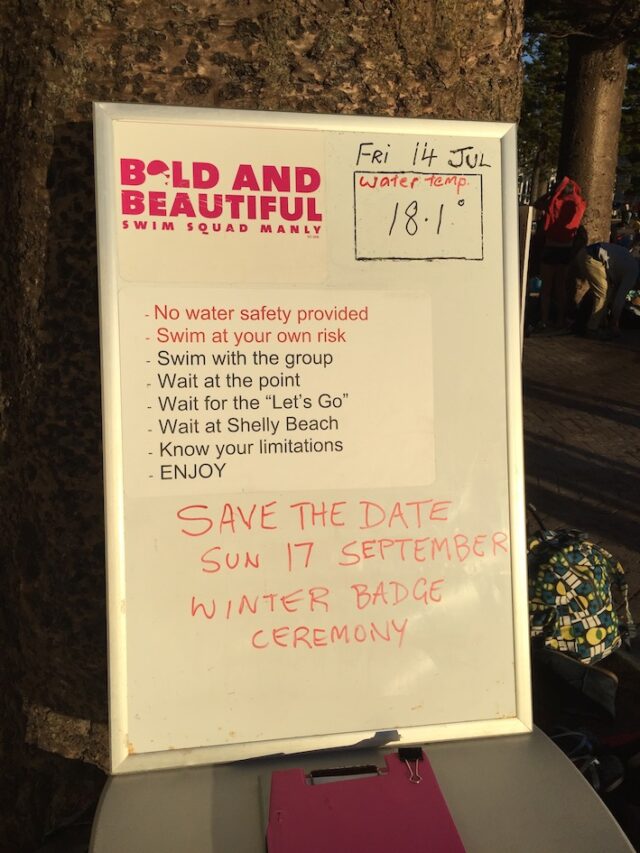 BOLD AND
BEAUTIFUL
SWIM SQUAD MANLY
FRI 14 JUL
Water temp.
18.1°
- No water safety provided
- Swim at your own risk
- Swim with the group
- Wait at the point
- Wait for the “Let’s Go”
- Wait at Shelly Beach
- Know your limitations
- ENJOY
SAVE THE DATE
SUN 17 SEPTEMBER
WINTER BADGE
CEREMONY